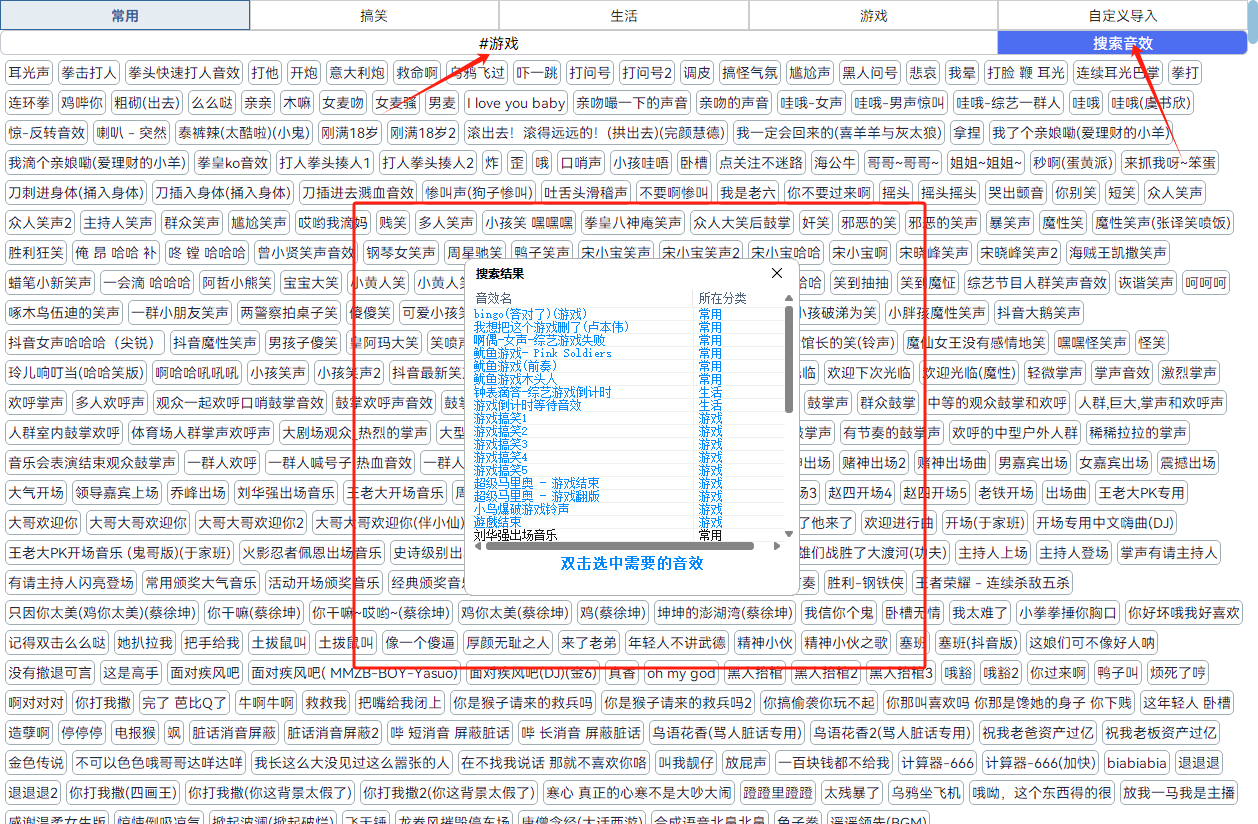 常用 搞笑 生活 游戏 自定义导入
#游戏 搜索音效
耳光声 拳击打人 拳头快速打人音效 打他 开炮 意大利炮 救命啊 乌鸦飞过 吓一跳 打问号 打问号2 调皮 搞怪气氛 尴尬声 黑人问号 悲哀 我晕 打脸 鞭 耳光 连续耳光巴掌 拳打
连环拳 鸡哔你 粗砌(出去) 么么哒 亲亲 木嘛 女麦吻 女麦骚 男麦 I love you baby 亲吻嘬一下的声音 亲吻的声音 哇哦-女声 哇哦-男声惊叫 哇哦-综艺一群人 哇哦 哇哦(虞书欣)
惊-反转音效 喇叭 - 突然 泰裤辣(太酷啦)(小鬼) 刚满18岁 刚满18岁2 滚出去！滚得远远的！(拱出去)(完颜慧德) 我一定会回来的(喜羊羊与灰太狼) 拿捏 我了个亲娘嘞(爱理财的小羊)
我滴个亲娘嘞(爱理财的小羊) 拳皇ko音效 打人拳头揍人1 打人拳头揍人2 炸 歪 哦 口哨声 小孩哇唔 卧槽 点关注不迷路 海公牛 哥哥~哥哥~ 姐姐~姐姐~ 秒啊(蛋黄派) 来抓我呀~笨蛋
刀刺进身体(捅入身体) 刀插入身体(捅入身体) 刀插进去溅血音效 惨叫声(狗子惨叫) 吐舌头滑稽声 不要啊惨叫 我是老六 你不要过来啊 摇头 摇头摇头 哭出颤音 你别笑 短笑 众人笑声
众人笑声2 主持人笑声 群众笑声 尴尬笑声 哎哟我滴妈 贱笑 多人笑声 小孩笑 嘿嘿嘿 拳皇八神庵笑声 众人大笑后鼓掌 奸笑 邪恶的笑 邪恶的笑声 暴笑声 魔性笑 魔性笑声(张译笑喷饭)
胜利狂笑 俺 昂 哈哈 补 咚 镗 哈哈哈 曾小贤笑声音效 钢琴女笑声 周星驰笑 鸭子笑声 宋小宝笑声 宋小宝笑声2 宋小宝哈哈 宋小宝啊 宋晓峰笑声 宋晓峰笑声2 海贼王凯撒笑声
蜡笔小新笑声 一会滴 哈哈哈 阿哲小熊笑 宝宝大笑 小黄人笑 小黄人笑 哈哈 笑到抽抽 笑到魔怔 综艺节目人群笑声音效 诙谐笑声 呵呵呵
啄木鸟伍迪的笑声 一群小朋友笑声 两警察拍桌子笑 傻傻笑 可爱小孩 小孩破涕为笑 小胖孩魔性笑声 抖音大鹅笑声
抖音女声哈哈哈（尖锐） 抖音魔性笑声 男孩子傻笑 皇阿玛大笑 笑喷 馆长的笑(铃声) 魔仙女王没有感情地笑 嘿嘿怪笑声 怪笑
玲儿响叮当(哈哈笑版) 啊哈哈吼吼吼 小孩笑声 小孩笑声2 抖音最新笑 临 欢迎下次光临 欢迎光临(魔性) 轻微掌声 掌声音效 激烈掌声
欢呼掌声 多人欢呼声 观众一起欢呼口哨鼓掌音效 鼓掌欢呼声音效 鼓掌 鼓掌声 群众鼓掌 中等的观众鼓掌和欢呼 人群,巨大,掌声和欢呼声
人群室内鼓掌欢呼 体育场人群掌声欢呼声 大剧场观众_热烈的掌声 大型 掌声 有节奏的鼓掌声 欢呼的中型户外人群 稀稀拉拉的掌声
音乐会表演结束观众鼓掌声 一群人欢呼 一群人喊号子 热血音效 一群人 出场 赌神出场2 赌神出场曲 男嘉宾出场 女嘉宾出场 震撼出场
大气开场 领导嘉宾上场 乔峰出场 刘华强出场音乐 王老大开场音乐 3 赵四开场4 赵四开场5 老铁开场 出场曲 王老大PK专用
大哥欢迎你 大哥大哥欢迎你 大哥大哥欢迎你2 大哥大哥欢迎你(伴小仙) 了他来了 欢迎进行曲 开场(于家班) 开场专用中文嗨曲(DJ)
王老大PK开场音乐 (鬼哥版)(于家班) 火影忍者佩恩出场音乐 史诗级别出 雄们战胜了大渡河(功夫) 主持人上场 主持人登场 掌声有请主持人
有请主持人闪亮登场 常用颁奖大气音乐 活动开场颁奖音乐 经典颁奖音 奏 胜利-钢铁侠 王者荣耀 - 连续杀敌五杀
只因你太美(鸡你太美)(蔡徐坤) 你干嘛(蔡徐坤) 你干嘛~哎哟~(蔡徐坤) 鸡你太美(蔡徐坤) 鸡(蔡徐坤) 坤坤的澎湖湾(蔡徐坤) 我信你个鬼 卧槽无情 我太难了 小拳拳捶你胸口 你好坏哦我好喜欢
记得双击么么哒 她扒拉我 把手给我 土拔鼠叫 土拔鼠叫 像一个傻逼 厚颜无耻之人 来了老弟 年轻人不讲武德 精神小伙 精神小伙之歌 塞班 塞班(抖音版) 这娘们可不像好人呐
没有撤退可言 这是高手 面对疾风吧 面对疾风吧( MMZB-BOY-Yasuo) 面对疾风吧(DJ)(金6) 真香 oh my god 黑人抬棺 黑人抬棺2 黑人抬棺3 哦豁 哦豁2 你过来啊 鸭子叫 烦死了哼
啊对对对 你打我撒 完了 芭比Q了 牛啊牛啊 救救我 把嘴给我闭上 你是猴子请来的救兵吗 你是猴子请来的救兵吗2 你搞偷袭你玩不起 你那叫喜欢吗 你那是馋她的身子 你下贱 这年轻人 卧槽
造孽啊 停停停 电报猴 飒 脏话消音屏蔽 脏话消音屏蔽2 哔 短消音 屏蔽脏话 哔 长消音 屏蔽脏话 鸟语花香(骂人脏话专用) 鸟语花香2(骂人脏话专用) 祝我老爸资产过亿 祝我老板资产过亿
金色传说 不可以色色哦哥哥达咩达咩 我长这么大没见过这么嚣张的人 在不找我说话 那就不喜欢你咯 叫我靓仔 放屁声 一百块钱都不给我 计算器-666 计算器-666(加快) biabiabia 退退退
退退退2 你打我撒(四画王) 你打我撒(你这背景太假了) 你打我撒2(你这背景太假了) 寒心 真正的心寒不是大吵大闹 蹬蹬里蹬蹬 太残暴了 乌鸦坐飞机 哦呦，这个东西得的很 放我一马我是主播
搜索结果
音效名 所在分类
bingo(答对了)(游戏) 常用
我想把这个游戏删了(卢本伟) 常用
啊偶-女声-综艺游戏失败 常用
鱿鱼游戏- Pink Soldiers 常用
鱿鱼游戏(前奏) 常用
鱿鱼游戏木头人 常用
钟表滴答-综艺游戏倒计时 生活
游戏倒计时等待音效 生活
游戏搞笑1 游戏
游戏搞笑2 游戏
游戏搞笑3 游戏
游戏搞笑4 游戏
游戏搞笑5 游戏
超级马里奥 - 游戏结束 游戏
超级马里奥 - 游戏翻版 游戏
小鸟爆破游戏铃声 游戏
遊戲结束 游戏
刘华强出场音乐 常用
双击选中需要的音效